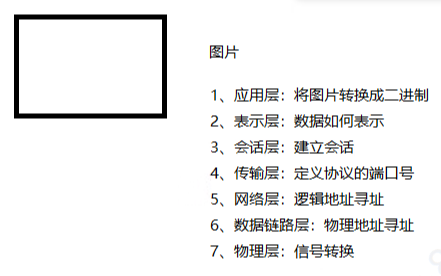 图片
1、应用层：将图片转换成二进制
2、表示层：数据如何表示
3、会话层：建立会话
4、传输层：定义协议的端口号
5、网络层：逻辑地址寻址
6、数据链路层：物理地址寻址
7、物理层：信号转换